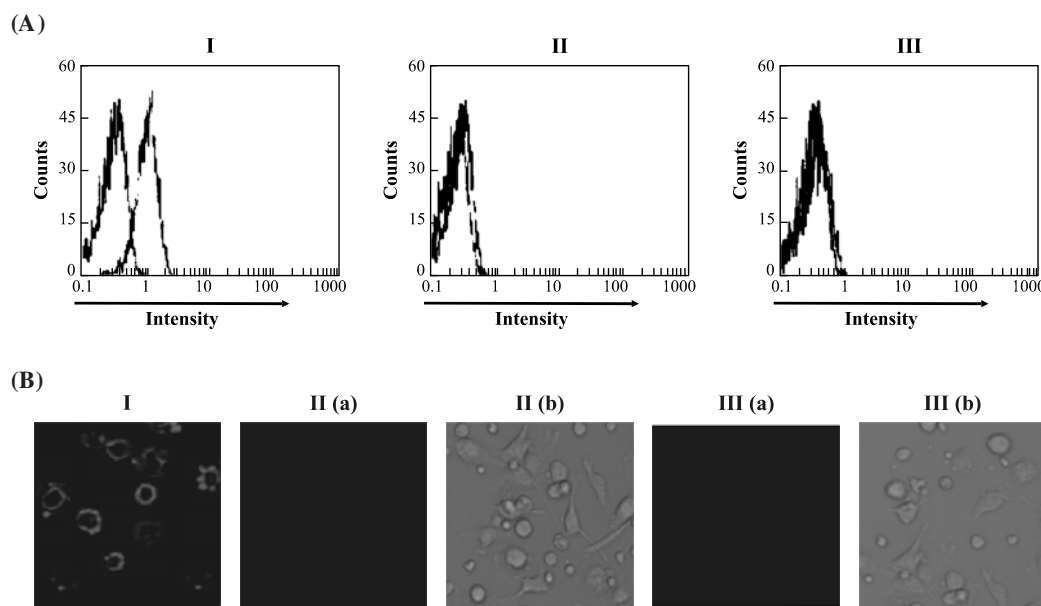 (A)
I II III
60 60 60
45 45 45
30 30 30
15 15 15
0 0 0
Counts Counts Counts
0.1 1 10 100 1000 0.1 1 10 100 1000 0.1 1 10 100 1000
Intensity Intensity Intensity
(B)
I II (a) II (b) III (a) III (b)